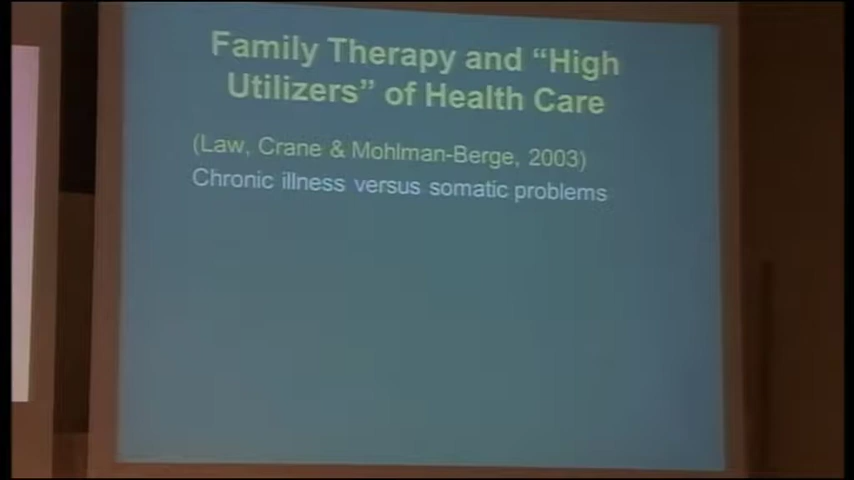 Family Therapy and “High
Utilizers” of Health Care
(Law, Crane & Mohlman-Berge, 2003)
Chronic illness versus somatic problems